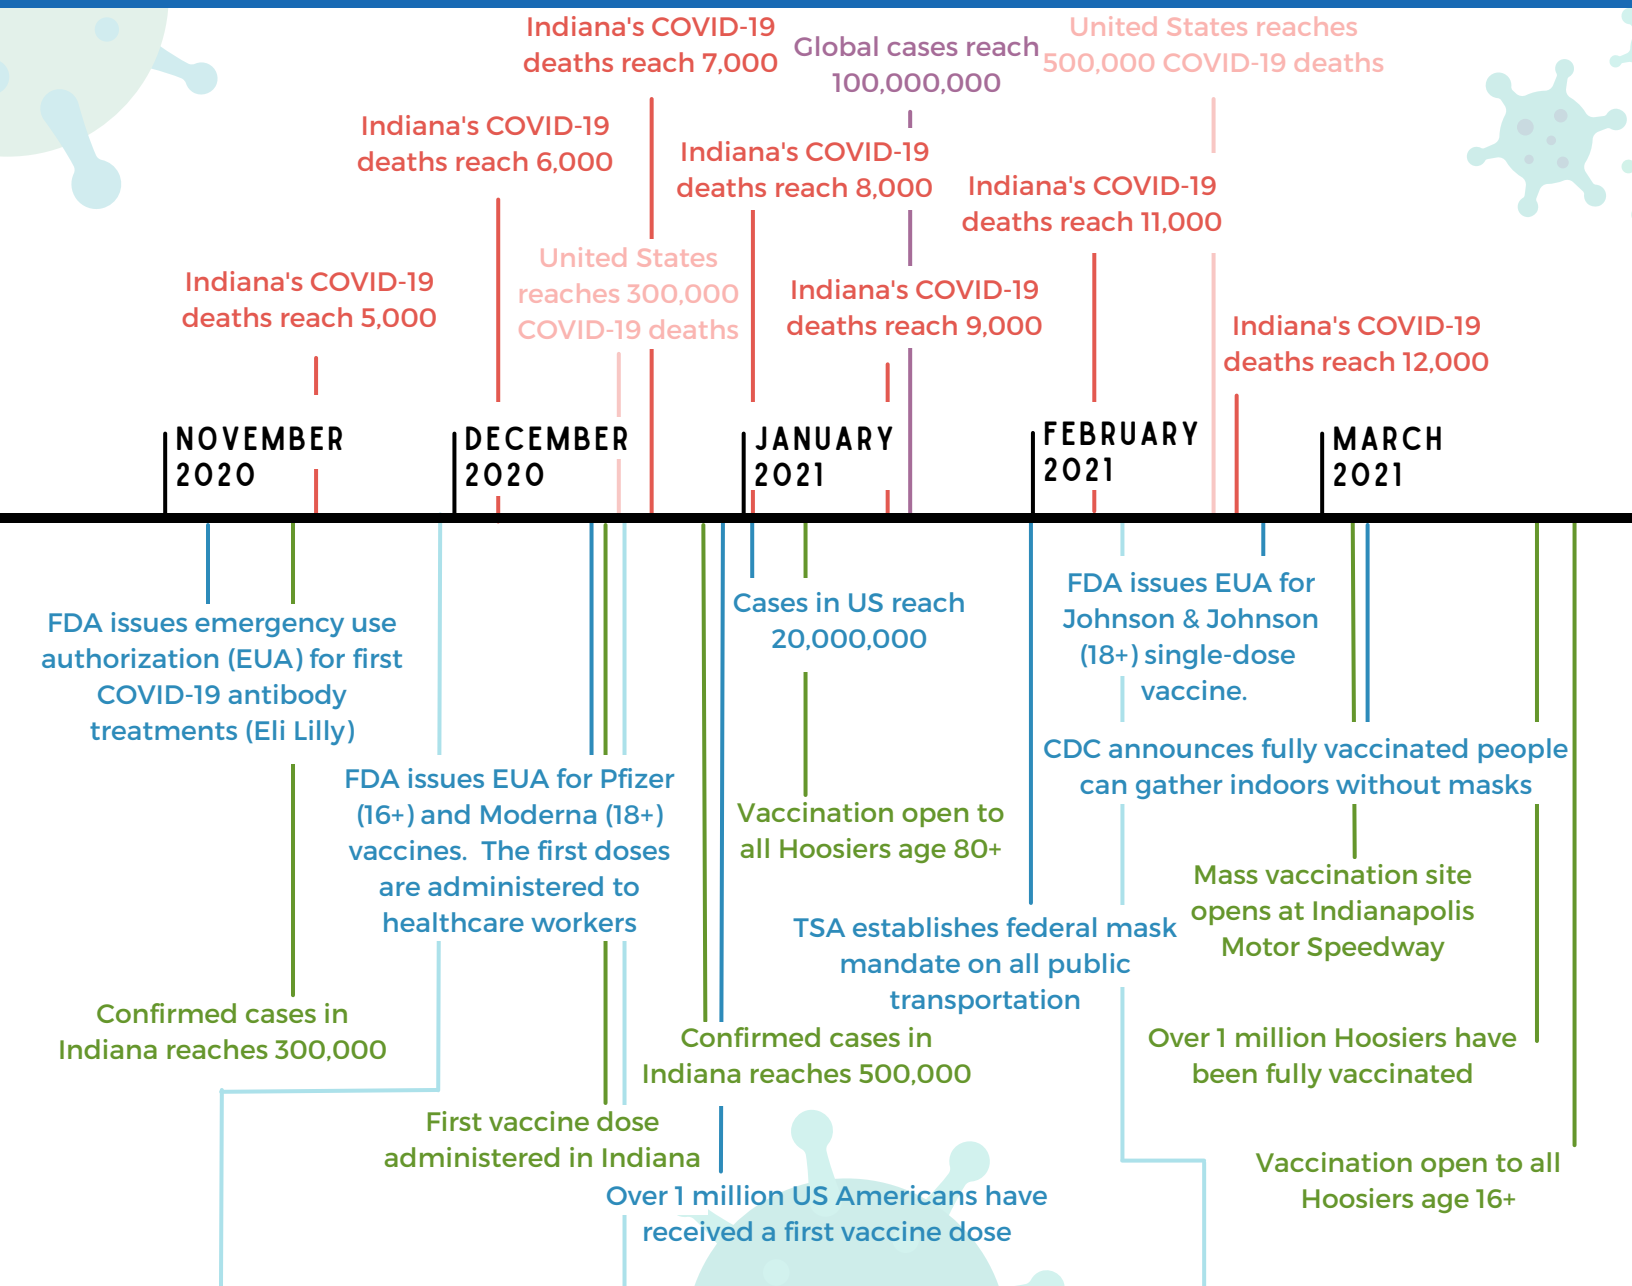 Indiana's COVID-19
deaths reach 7,000
Global cases reach
100,000,000
United States reaches
500,000 COVID-19 deaths
Indiana's COVID-19
deaths reach 6,000
Indiana's COVID-19
deaths reach 8,000
Indiana's COVID-19
deaths reach 11,000
United States
reaches 300,000
COVID-19 deaths
Indiana's COVID-19
deaths reach 5,000
Indiana's COVID-19
deaths reach 9,000
Indiana's COVID-19
deaths reach 12,000
NOVEMBER
2020
DECEMBER
2020
JANUARY
2021
FEBRUARY
2021
MARCH
2021
FDA issues emergency use
authorization (EUA) for first
COVID-19 antibody
treatments (Eli Lilly)
Cases in US reach
20,000,000
FDA issues EUA for
Johnson & Johnson
(18+) single-dose
vaccine.
FDA issues EUA for Pfizer
(16+) and Moderna (18+)
vaccines. The first doses
are administered to
healthcare workers
CDC announces fully vaccinated people
can gather indoors without masks
Vaccination open to
all Hoosiers age 80+
Mass vaccination site
opens at Indianapolis
Motor Speedway
TSA establishes federal mask
mandate on all public
transportation
Confirmed cases in
Indiana reaches 300,000
Confirmed cases in
Indiana reaches 500,000
Over 1 million Hoosiers have
been fully vaccinated
First vaccine dose
administered in Indiana
Vaccination open to all
Hoosiers age 16+
Over 1 million US Americans have
received a first vaccine dose